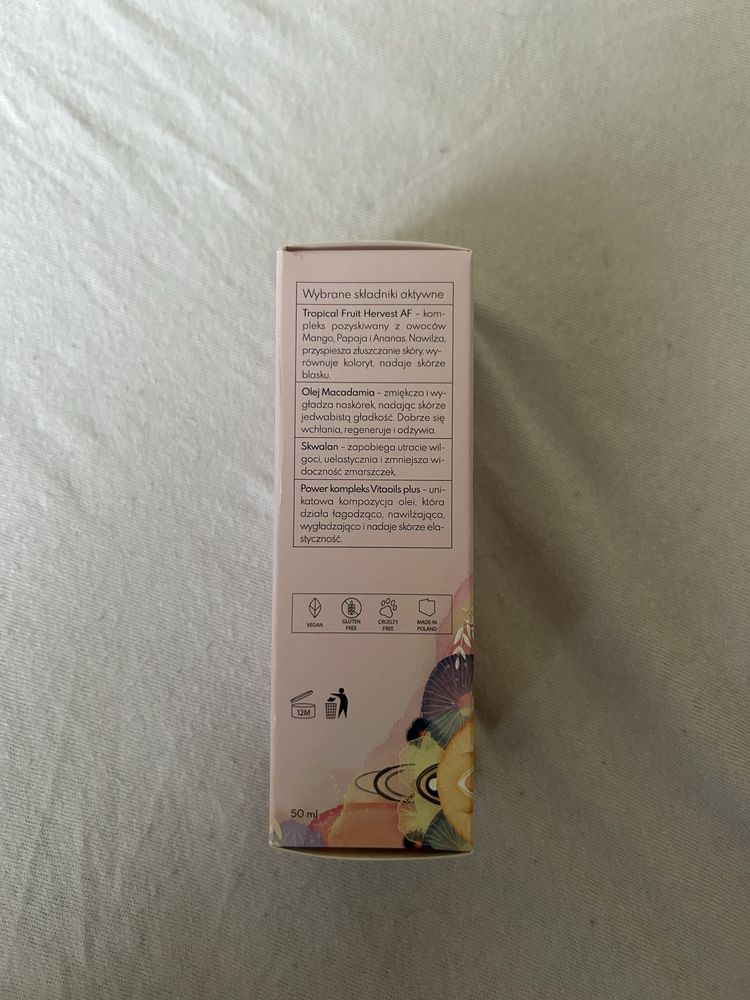 Wybrane składniki aktywne
Tropical Fruit Hervest AF – kom-
pleks pozyskiwany z owoców
Mango, Papaja i Ananas. Nawilża,
przyspiesza złuszczanie skóry, wy-
równuje koloryt, nadaje skórze
blasku.
Olej Macadamia – zmiękcza i wy-
gładza naskórek, nadając skórze
jedwabistą gładkość. Dobrze się
wchłania, regeneruje i odżywia.
Skwalan – zapobiega utracie wil-
goci, uelastycznia i zmniejsza wi-
doczność zmarszczek.
Power kompleks Vitaoils plus – uni-
katowa kompozycja olei, która
działa łagodząco, nawilżająco,
wygładzająco i nadaje skórze ela-
styczność.
VEGAN
GLUTEN
FREE
CRUELTY
FREE
MADE IN
POLAND
12M
50 ml